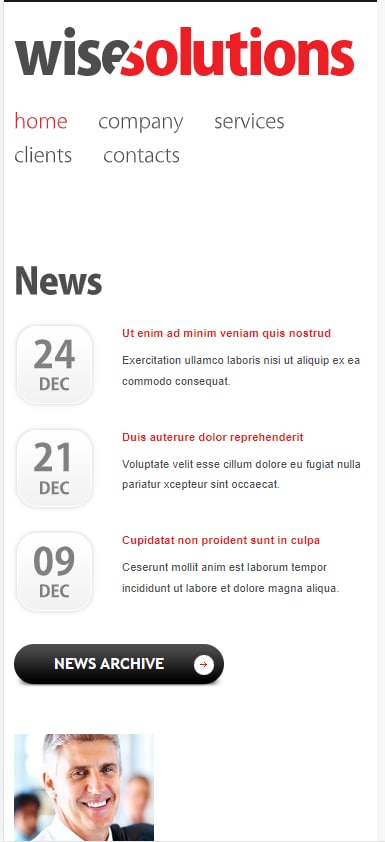 wisesolutions
home company services
clients contacts
News
24
DEC
Ut enim ad minim veniam quis nostrud
Exercitation ullamco laboris nisi ut aliquip ex ea
commodo consequat.
21
DEC
Duis auterure dolor reprehenderit
Voluptate velit esse cillum dolore eu fugiat nulla
pariatur xcepteur sint occaecat.
09
DEC
Cupidatat non proident sunt in culpa
Ceserunt mollit anim est laborum tempor
incididunt ut labore et dolore magna aliqua.
NEWS ARCHIVE